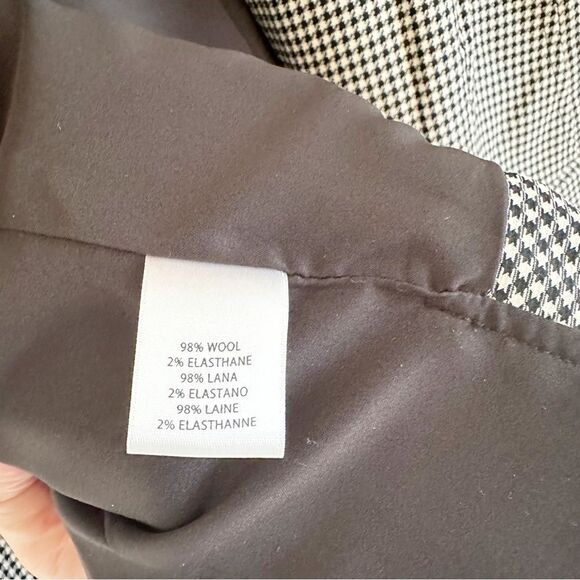 98% WOOL
2% ELASTHANE
98% LANA
2% ELASTANO
98% LAINE
2% ELASTHANNE